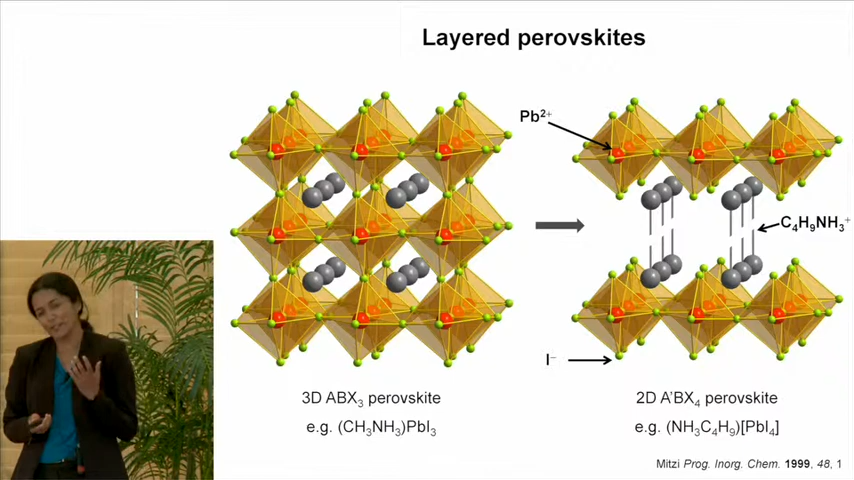 Layered perovskites
Pb²⁺
C₄H₉NH₃⁺
I⁻
3D ABX₃ perovskite
2D A'BX₄ perovskite
e.g. (CH₃NH₃)PbI₃
e.g. (NH₃C₄H₉)[PbI₄]
Mitzi Prog. Inorg. Chem. 1999, 48, 1